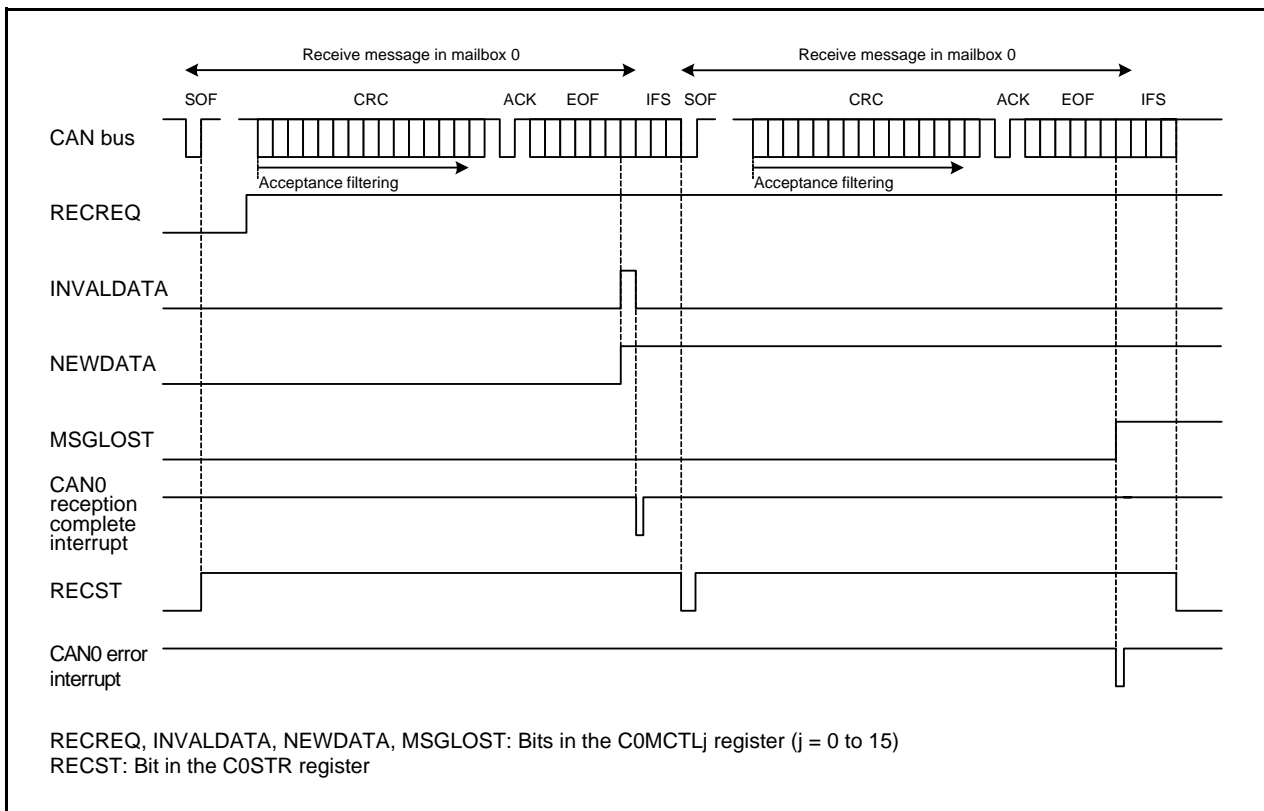 Receive message in mailbox 0 Receive message in mailbox 0
SOF CRC ACK EOF IFS SOF CRC ACK EOF IFS
CAN bus
Acceptance filtering Acceptance filtering
RECREQ
INVALDATA
NEWDATA
MSGLOST
CAN0
reception
complete
interrupt
RECST
CAN0 error
interrupt
RECREQ, INVALDATA, NEWDATA, MSGLOST: Bits in the C0MCTLj register (j = 0 to 15)
RECST: Bit in the C0STR register